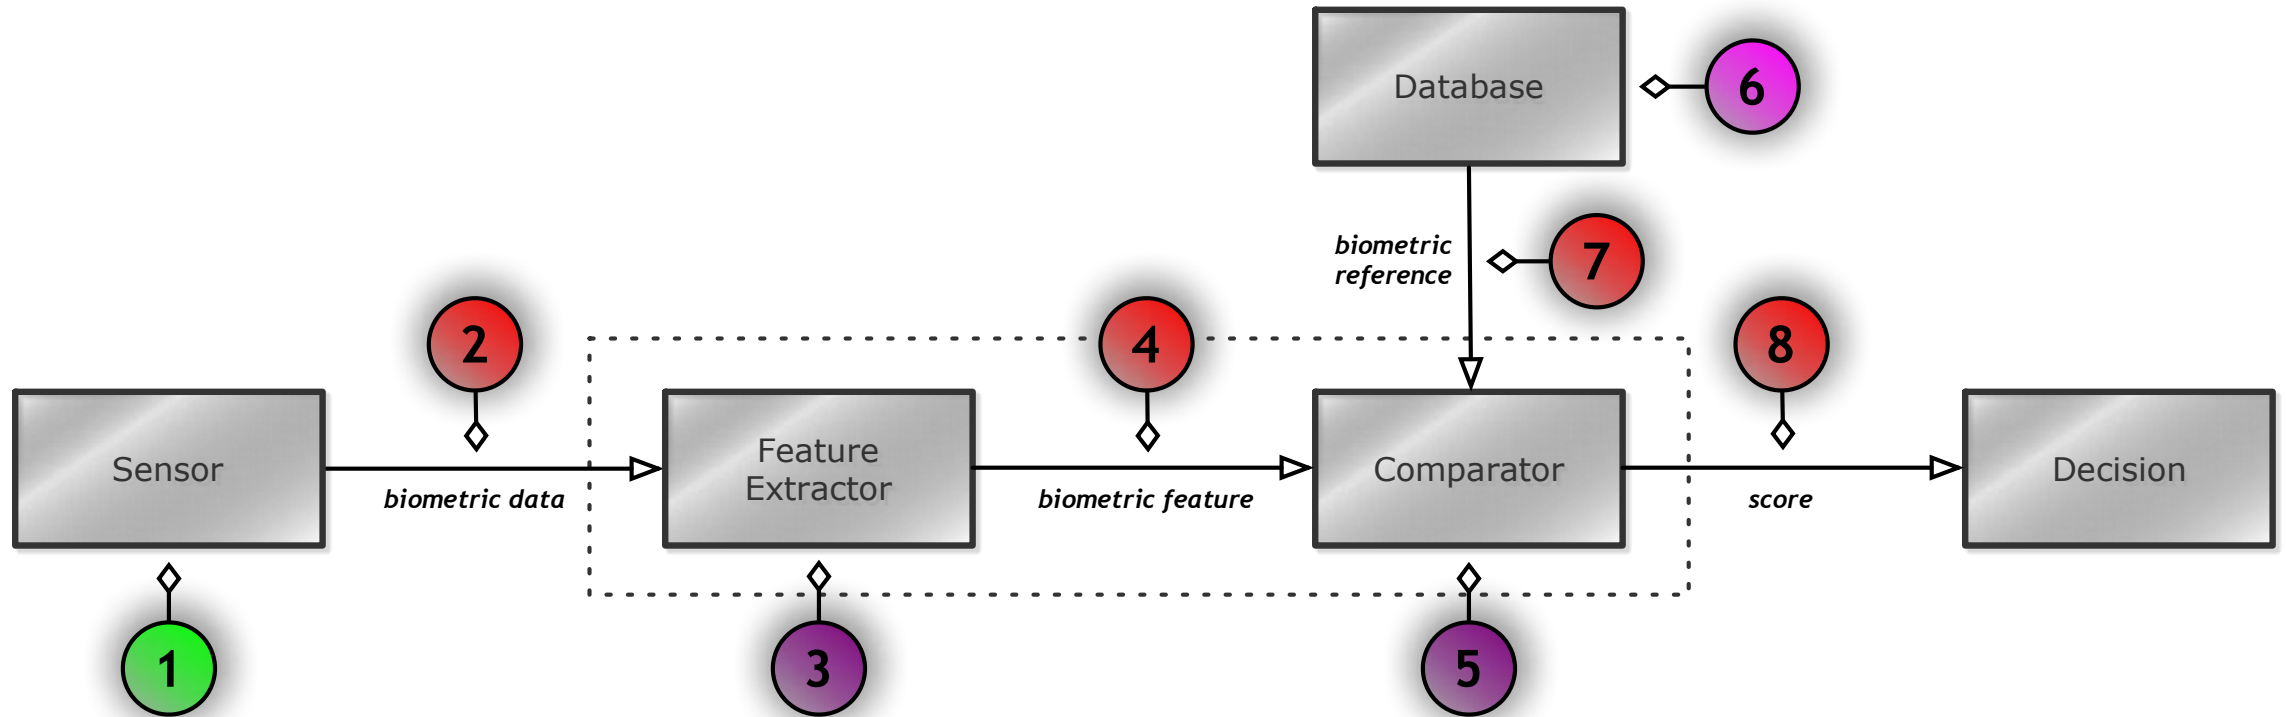 Database
6
biometric
reference
7
2
4
8
Sensor
biometric data
Feature
Extractor
biometric feature
Comparator
score
Decision
1
3
5